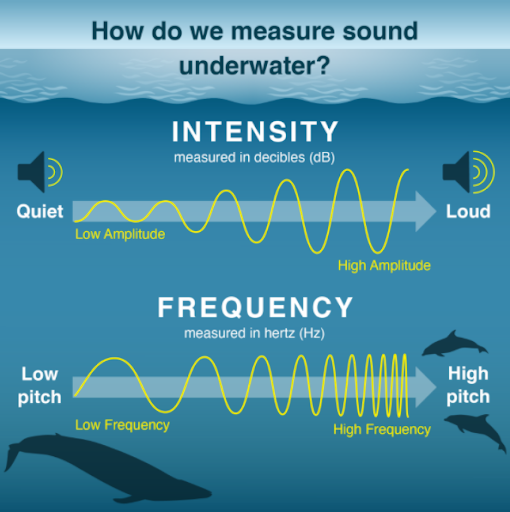 How do we measure sound
underwater?
INTENSITY
measured in decibles (dB)
Quiet
Loud
Low Amplitude
High Amplitude
FREQUENCY
measured in hertz (Hz)
Low
pitch
High
pitch
Low Frequency
High Frequency